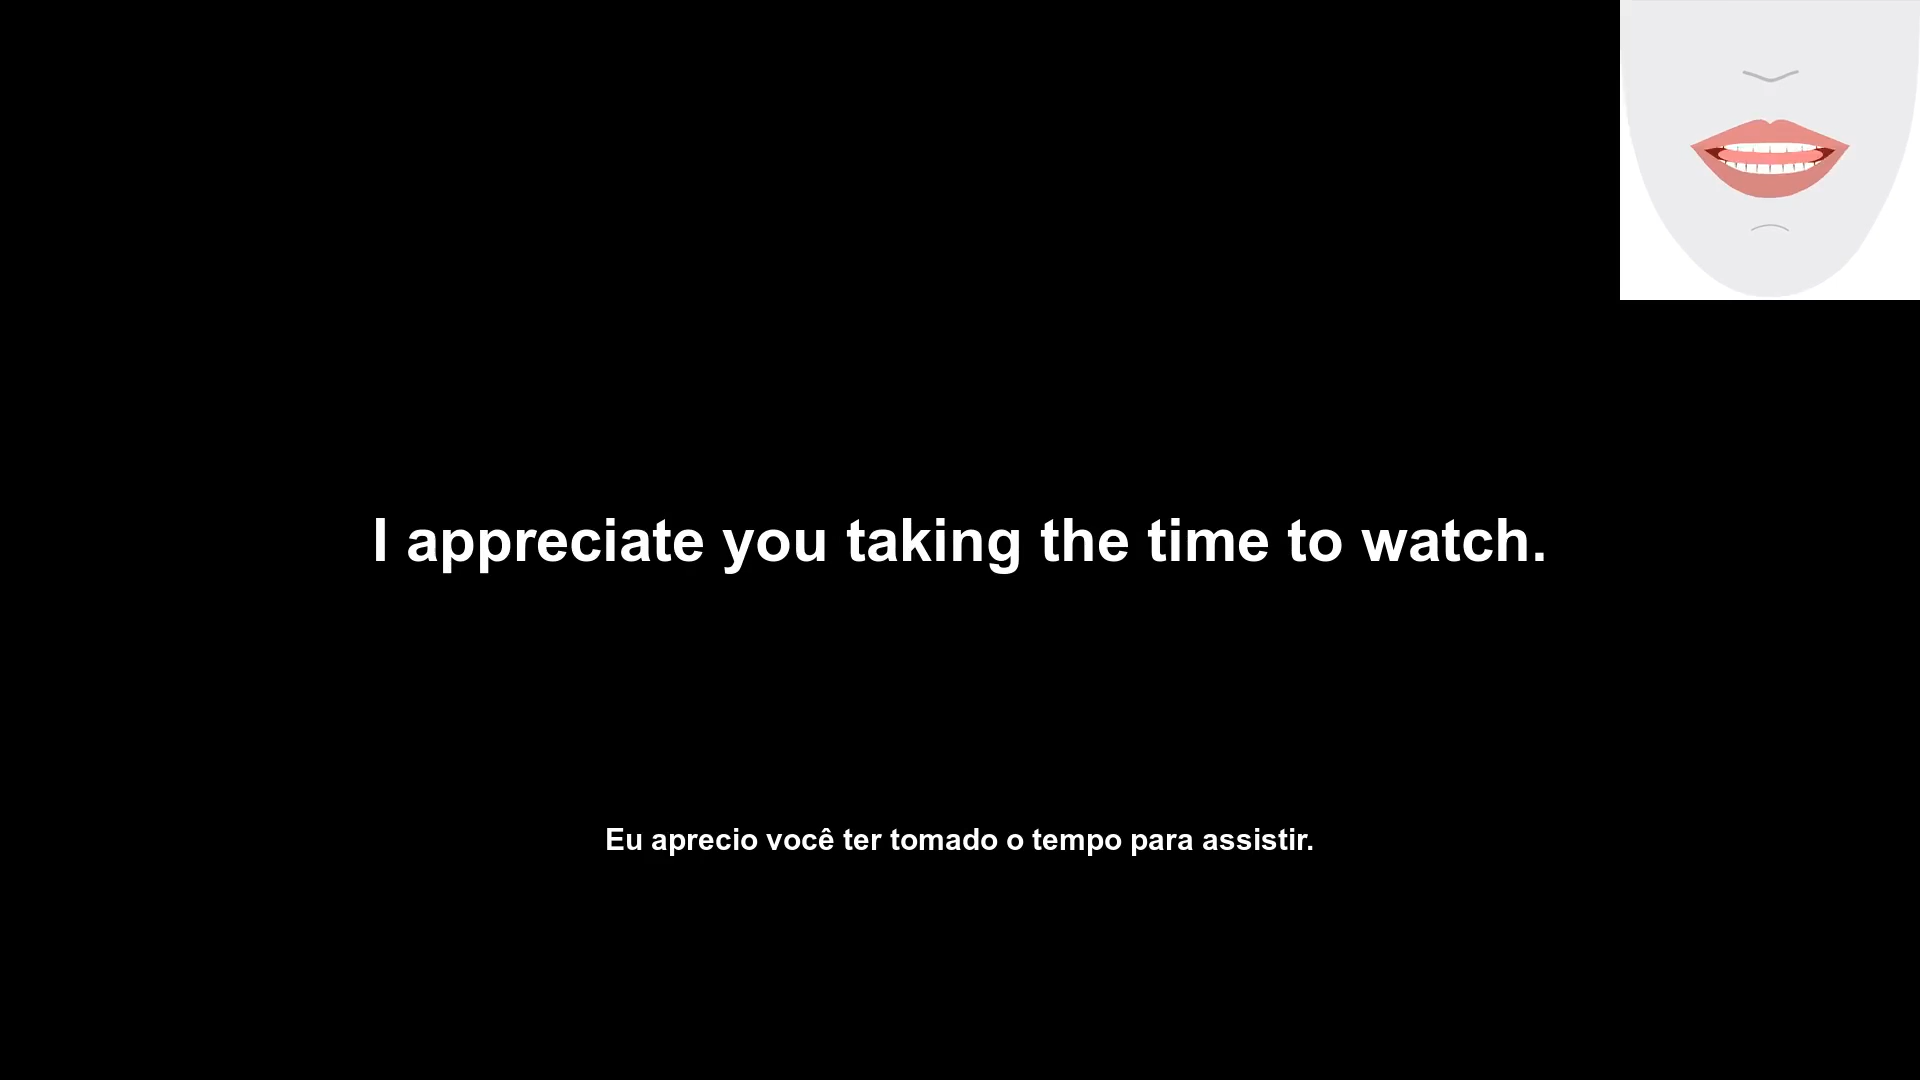 I appreciate you taking the time to watch.
Eu aprecio você ter tomado o tempo para assistir.